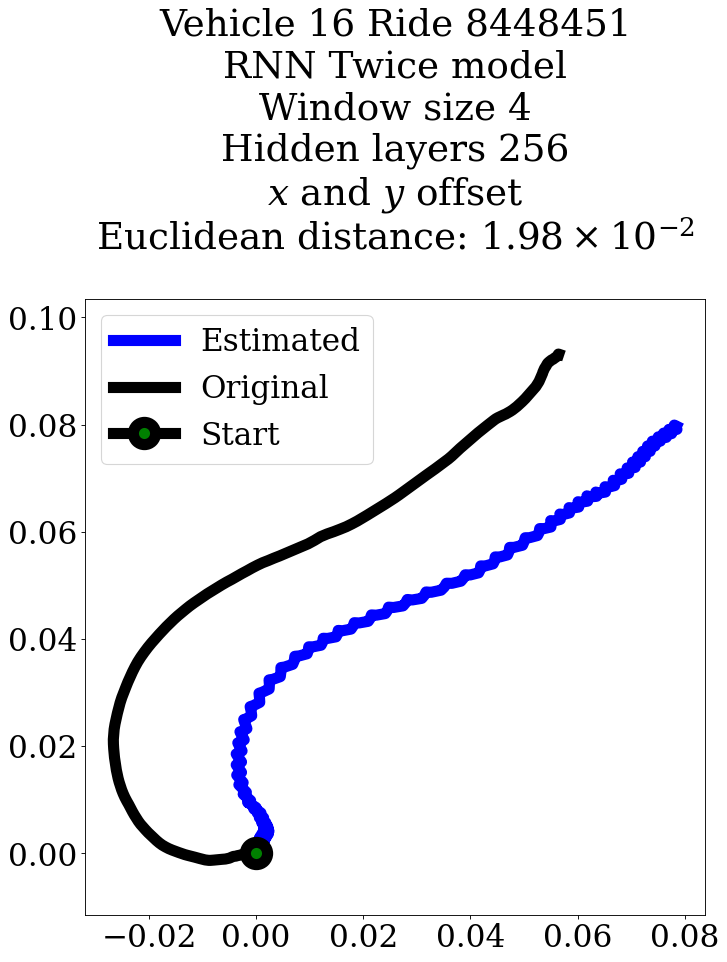 Vehicle 16 Ride 8448451
RNN Twice model
Window size 4
Hidden layers 256
x and y offset
Euclidean distance: 1.98 × 10⁻²
Estimated
Original
Start
0.10
0.08
0.06
0.04
0.02
0.00
−0.02 0.00 0.02 0.04 0.06 0.08